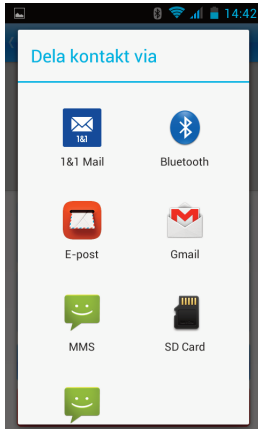 14:42
Dela kontakt via
1&1
1&1 Mail
Bluetooth
E-post
Gmail
MMS
SD Card